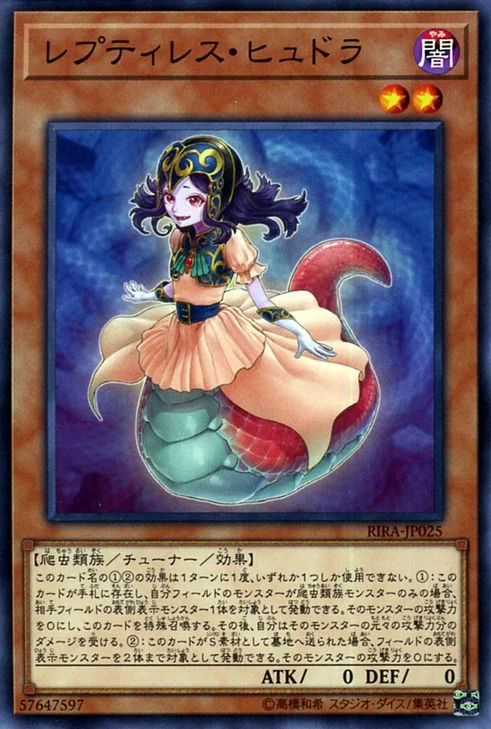 レプティレス・ヒュドラ
闇
RIRA-JP025
【爬虫類族／チューナー／効果】
このカード名の①②の効果は１ターンに１度、いずれか１つしか使用できない。①：この
カードが手札に存在し、自分フィールドのモンスターが爬虫類族モンスターのみの場合、
相手フィールドの表側表示モンスター１体を対象として発動できる。そのモンスターの攻撃力
を０にし、このカードを特殊召喚する。その後、自分はそのモンスターの元々の攻撃力分の
ダメージを受ける。②：このカードがＳ素材として墓地へ送られた場合、フィールドの表側
表示モンスターを２体まで対象として発動できる。そのモンスターの攻撃力を０にする。
ATK/ 0 DEF/ 0
57647597 ©高橋和希 スタジオ・ダイス/集英社